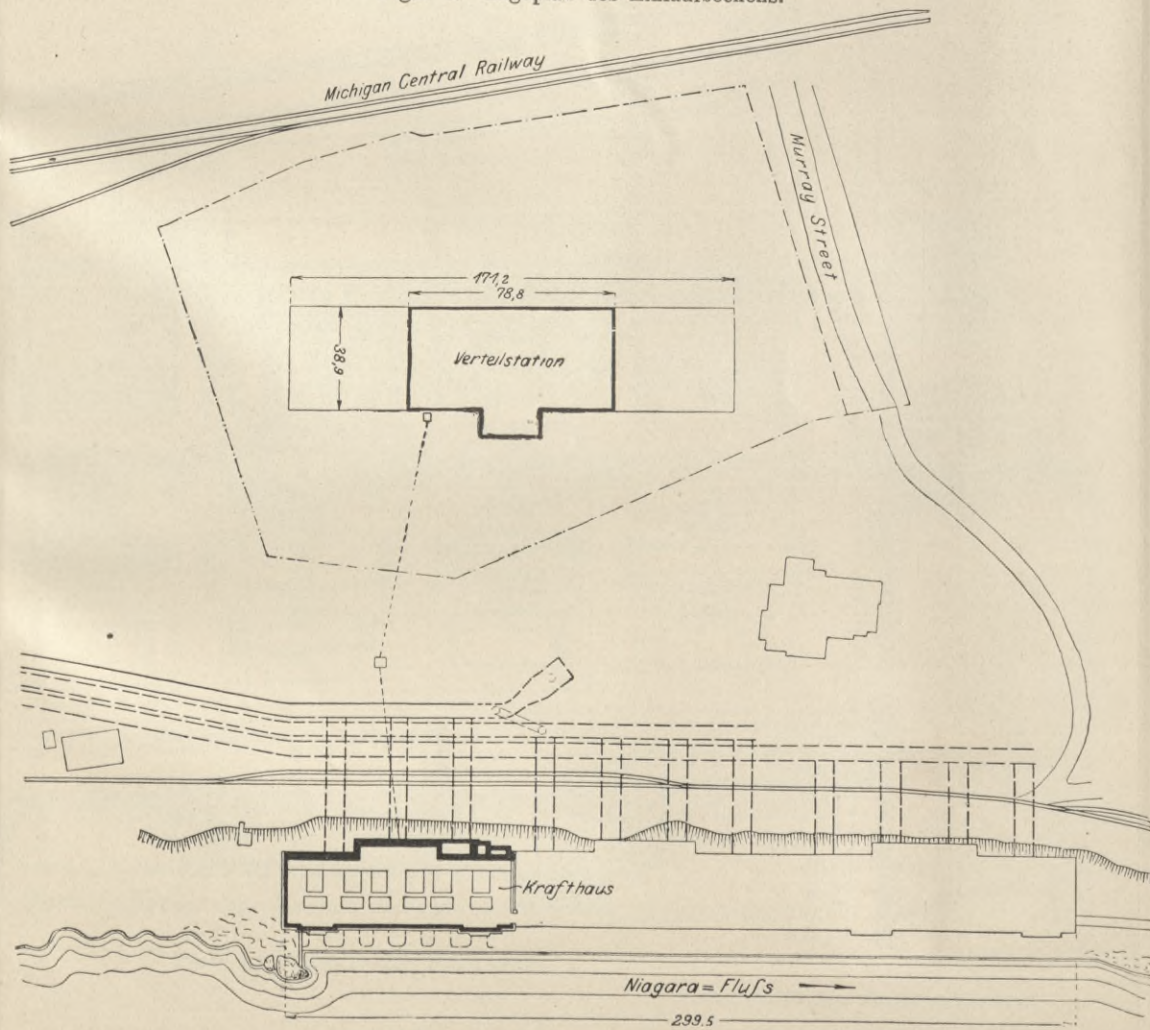 Michigan Central Railway
Murray Street
171,2
78,8
38,9
Verteilstation
Krafthaus
Niagara=Fluſs
299.5